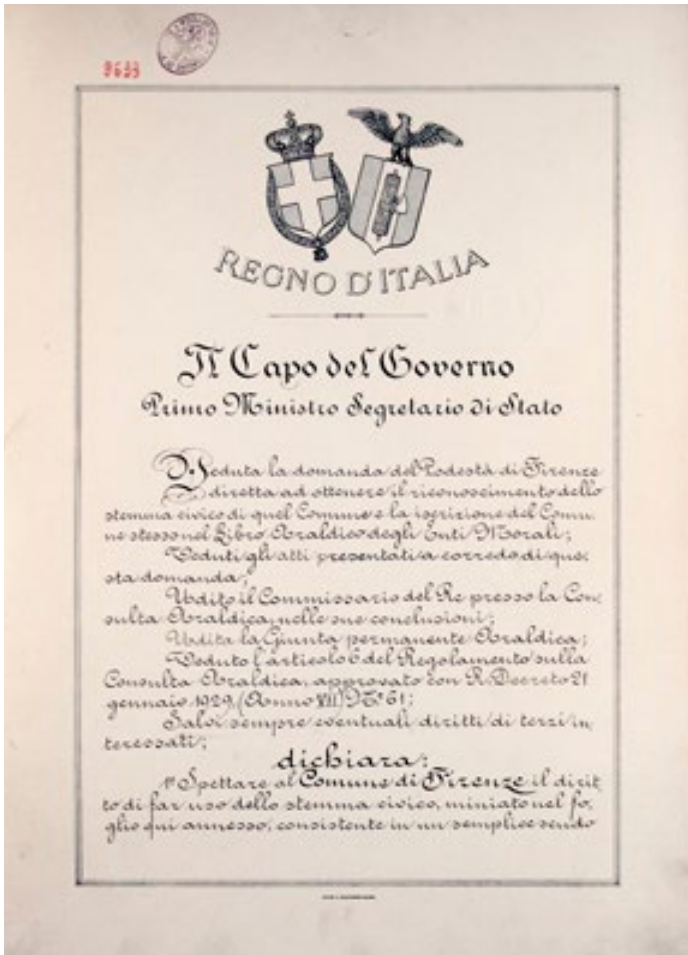 9633
REGNO D'ITALIA
Il Capo del Governo
Primo Ministro Segretario di Stato
Veduta la domanda del Podestà di Firenze
diretta ad ottenere il riconoscimento dello
stemma civico di quel Comune e la iscrizione del Comu-
ne stesso nel Libro Araldico degli Enti Morali;
Veduti gli atti presentati a corredo di que-
sta domanda;
Udito il Commissario del Re presso la Con-
sulta Araldica, nelle sue conclusioni;
Udita la Giunta permanente Araldica;
Veduto l'articolo 6 del Regolamento sulla
Consulta Araldica, approvato con R. Decreto 21
gennaio 1929, (Anno VII) Nº 61;
Salvi sempre eventuali diritti di terzi in-
teressati;
dichiara:
1º Spettare al Comune di Firenze il dirit-
to di far uso dello stemma civico, miniato nel fo-
glio qui annesso, consistente in un semplice scudo